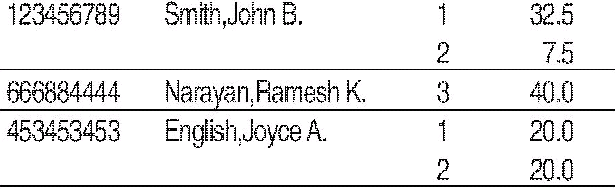 123456789 Smith,John B. 1 32.5
2 7.5
666884444 Narayan,Ramesh K. 3 40.0
453453453 English,Joyce A. 1 20.0
2 20.0